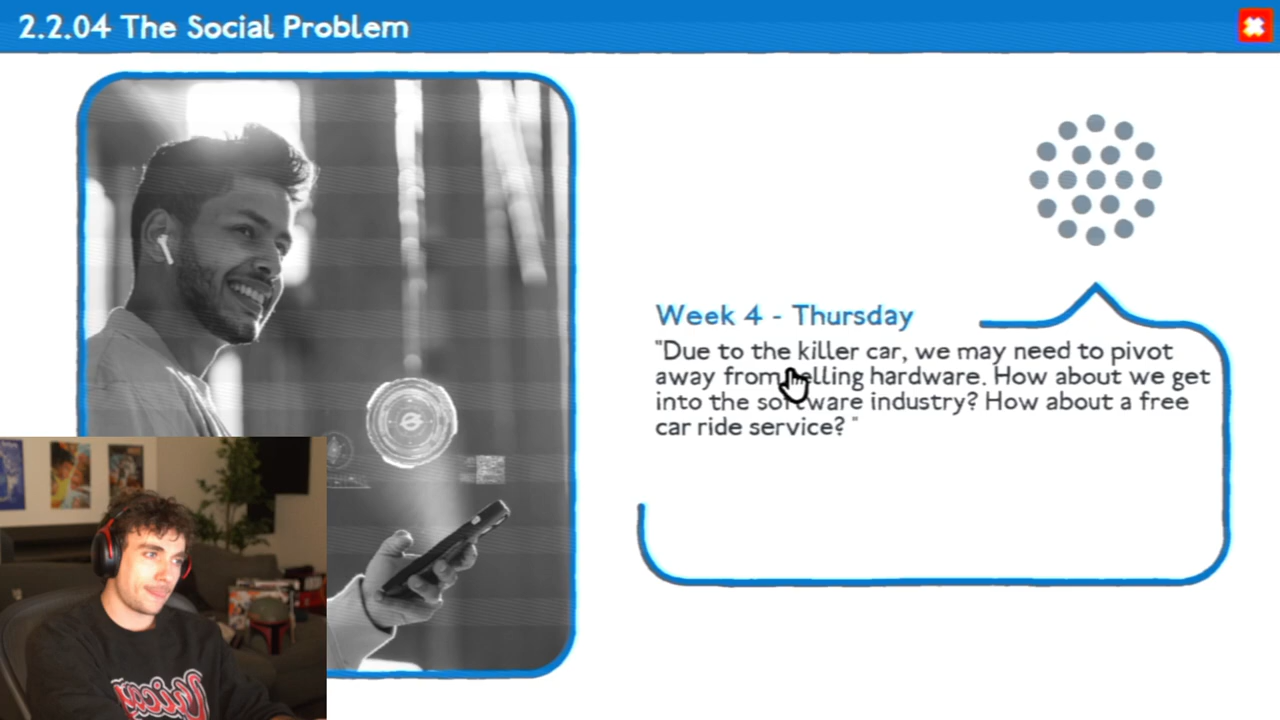 2.2.04 The Social Problem
Week 4 - Thursday
"Due to the killer car, we may need to pivot
away from selling hardware. How about we get
into the software industry? How about a free
car ride service? "